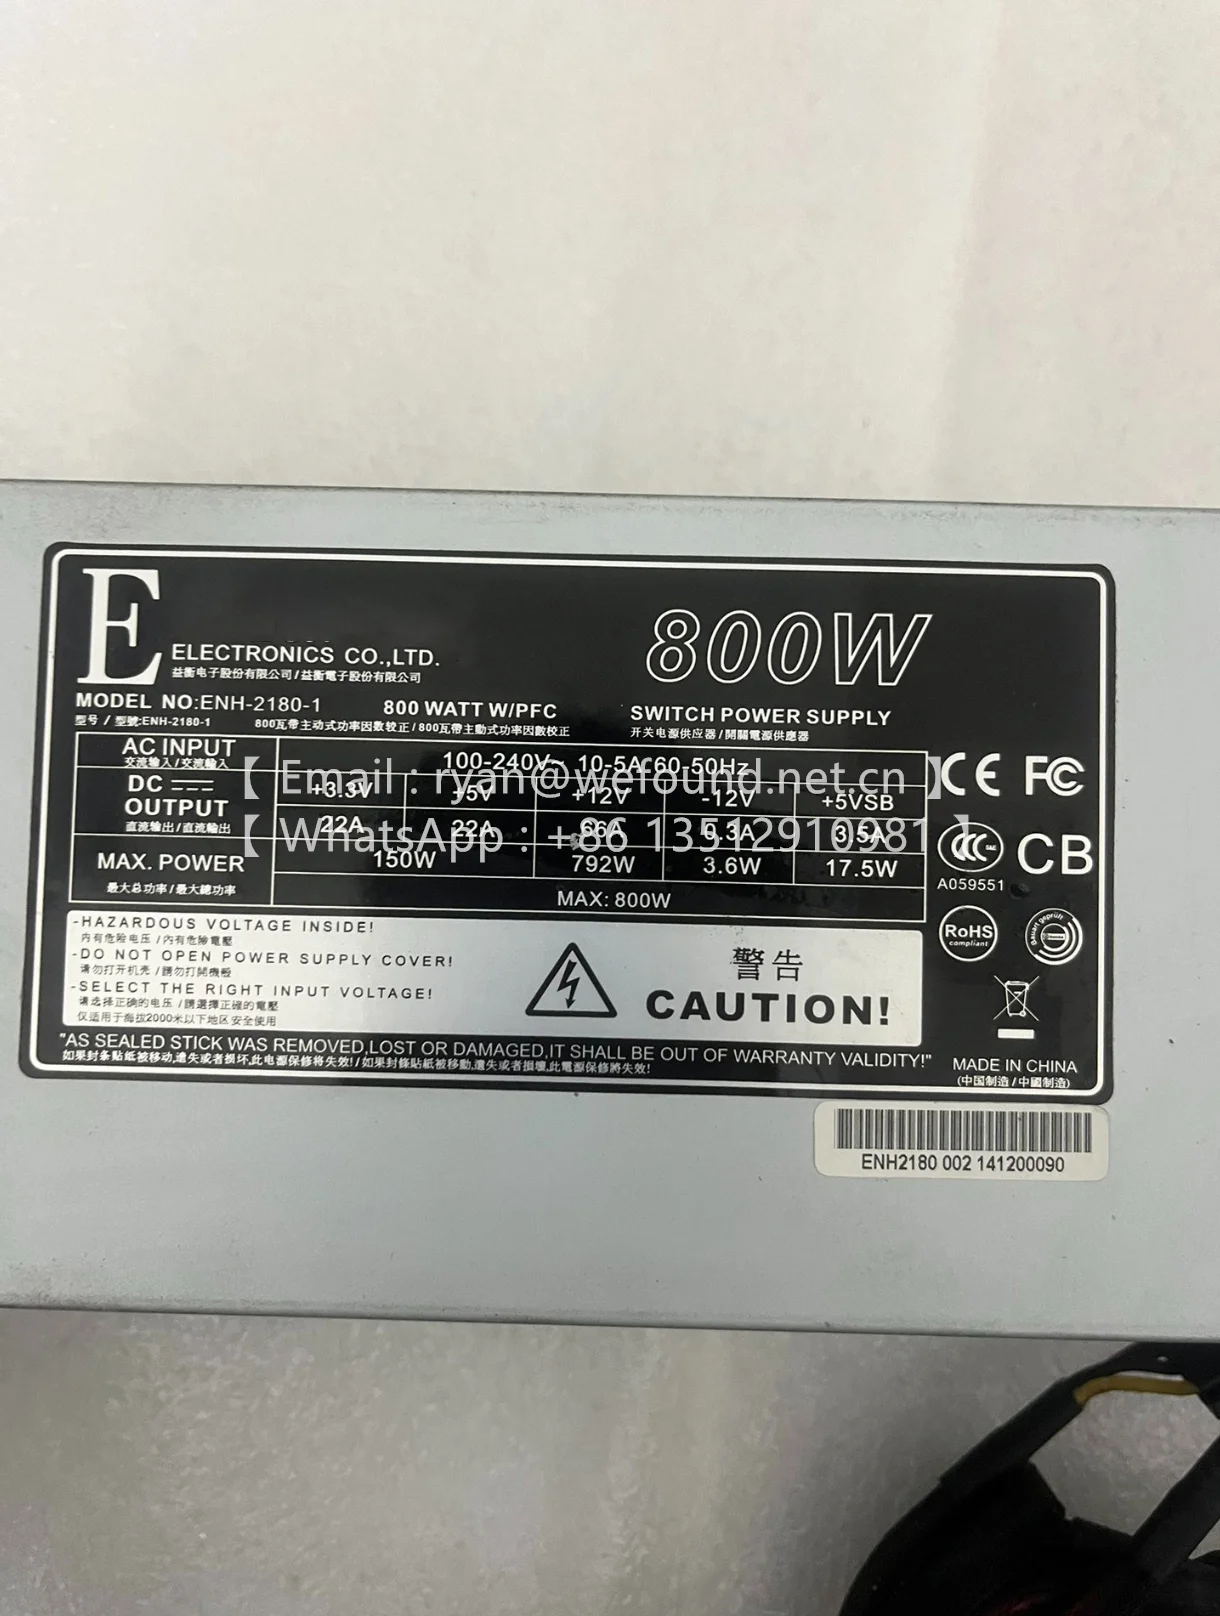 E
800W
ELECTRONICS CO.,LTD.
益衡电子股份有限公司/益衡電子股份有限公司
MODEL NO:ENH-2180-1 800 WATT W/PFC SWITCH POWER SUPPLY
型号 / 型號:ENH-2180-1 800瓦带主动式功率因数较正/800瓦帶主動式功率因數校正 开关电源供应器/開關電源供應器
AC INPUT 100-240V~ 10-5A 60-50Hz
交流输入/交流輸入
【 Email : ryan@wefound.net.cn 】
DC OUTPUT +3.3V +5V +12V -12V +5VSB
直流输出/直流輸出 22A 22A 66A 0.3A 3.5A
【 WhatsApp : +86 13512910981 】
MAX. POWER 150W 792W 3.6W 17.5W
最大总功率/最大總功率 MAX: 800W
CE FC
CCC S&E CB
A059551
RoHS
compliant
Bauart geprüft
-HAZARDOUS VOLTAGE INSIDE!
内有危险电压 /內有危險電壓
-DO NOT OPEN POWER SUPPLY COVER!
请勿打开机壳 /請勿打開機殼
-SELECT THE RIGHT INPUT VOLTAGE!
请选择正确的电压 /請選擇正確的電壓
仅适用于海拔2000米以下地区安全使用
警告
CAUTION!
"AS SEALED STICK WAS REMOVED,LOST OR DAMAGED,IT SHALL BE OUT OF WARRANTY VALIDITY!"
如果封条贴纸被移动,遗失或者损坏,此电源保修将失效!/如果封條貼紙被移動,遺失或者損壞,此電源保修將失效!
MADE IN CHINA
(中国制造/中國制造)
ENH2180 002 141200090